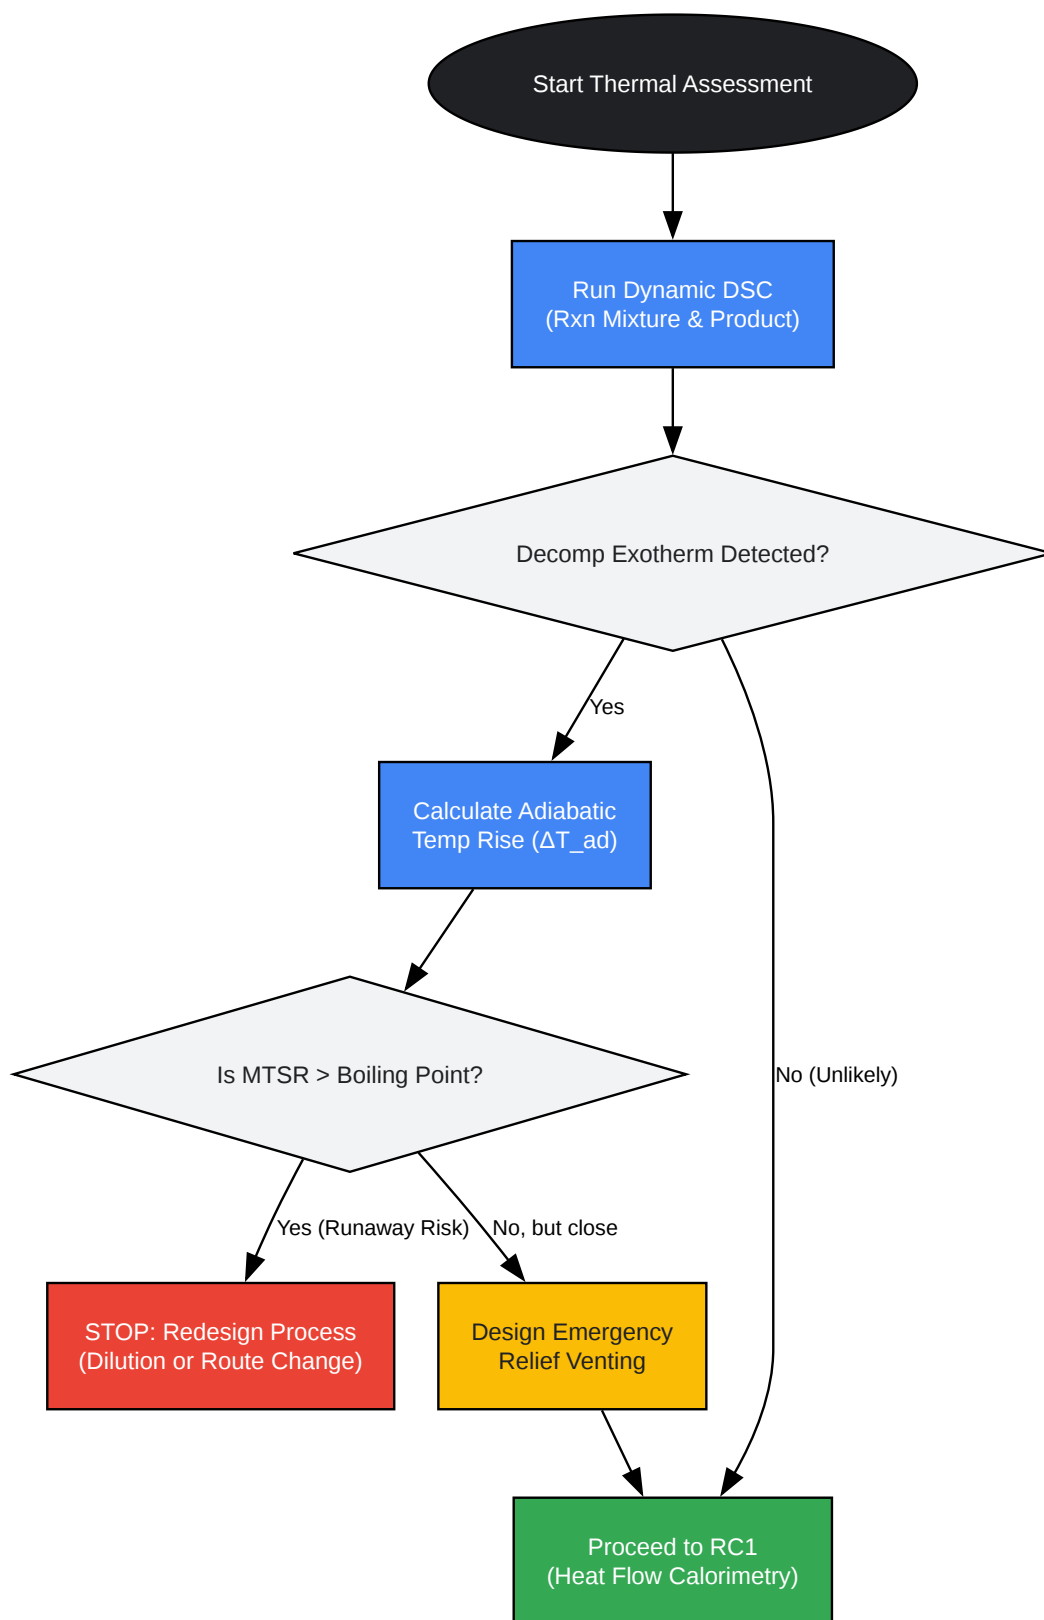 Start Thermal Assessment
Run Dynamic DSC
(Rxn Mixture & Product)
Decomp Exotherm Detected?
Yes
Calculate Adiabatic
Temp Rise (ΔT_ad)
Is MTSR > Boiling Point?
No (Unlikely)
Yes (Runaway Risk)
No, but close
STOP: Redesign Process
(Dilution or Route Change)
Design Emergency
Relief Venting
Proceed to RC1
(Heat Flow Calorimetry)